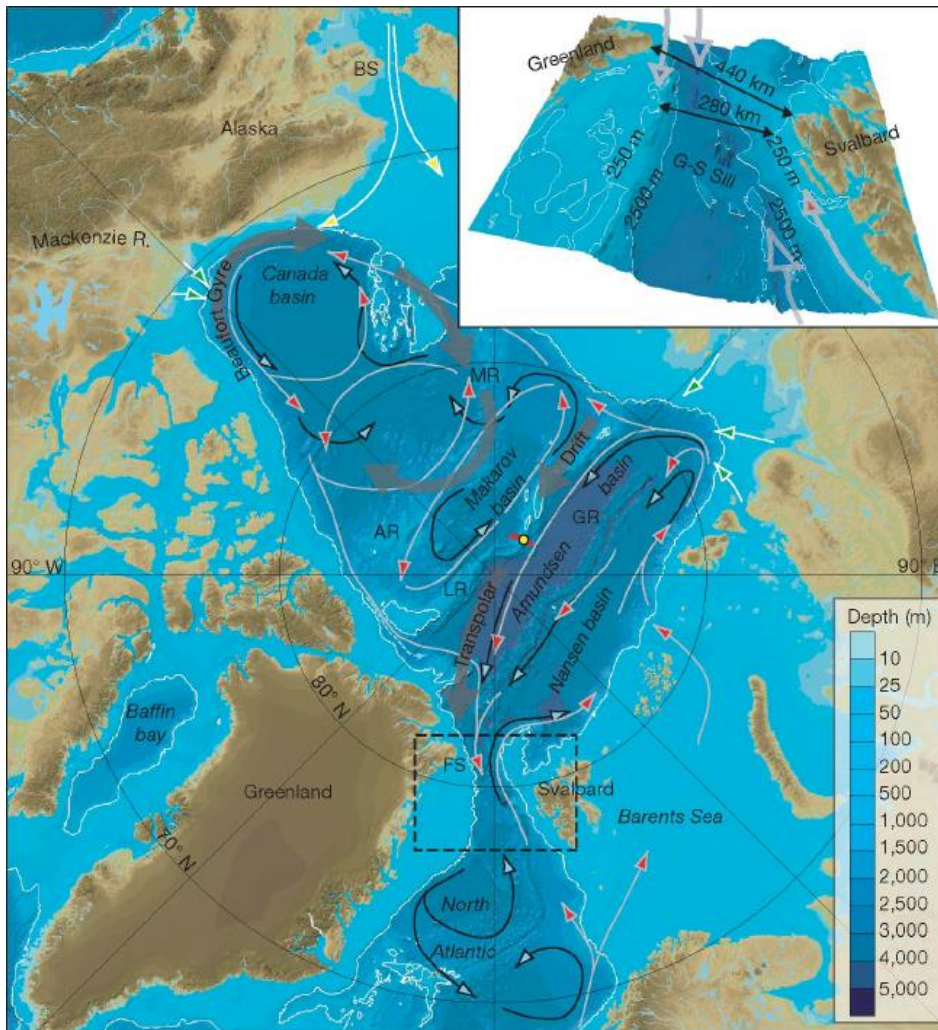 BS
Alaska
Mackenzie R.
Canada
basin
Beaufort Gyre
MR
Drift
Makarov
basin
basin
GR
AR
Amundsen
LR
90° W
90° E
Transpolar
Nansen basin
80° N
Baffin
bay
FS
Greenland
Svalbard
Barents Sea
70° N
North
Atlantic
Greenland
440 km
280 km
Svalbard
250 m
250 m
G-S Sill
2500 m
2500 m
Depth (m)
10
25
50
100
200
500
1,000
1,500
2,000
2,500
3,000
4,000
5,000